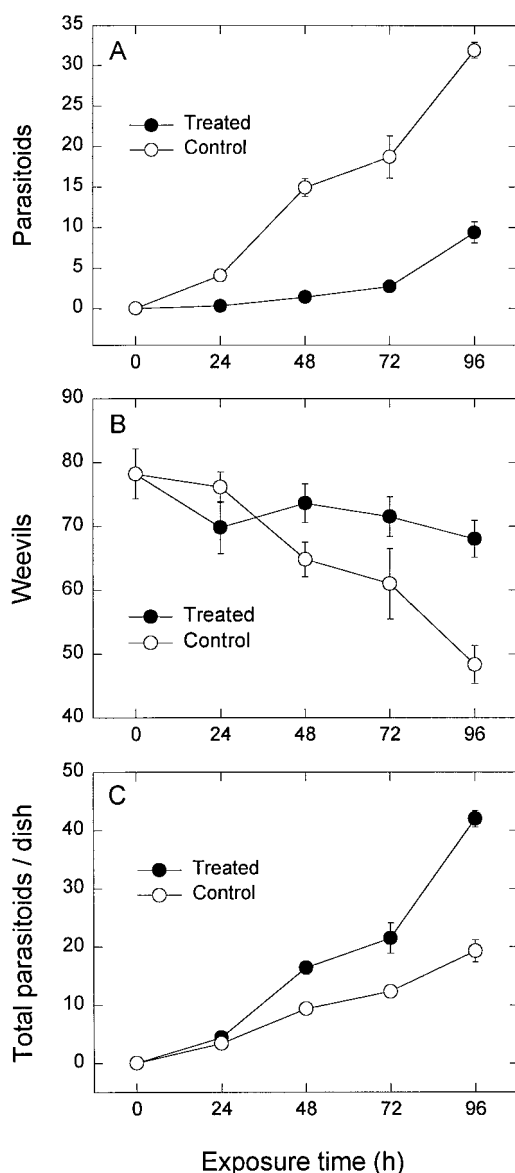 A
35
30
25
20
15
10
5
0
Parasitoids
Treated
Control
0 24 48 72 96
B
90
80
70
60
50
40
Weevils
Treated
Control
0 24 48 72 96
C
50
40
30
20
10
0
Total parasitoids / dish
Treated
Control
0 24 48 72 96
Exposure time (h)